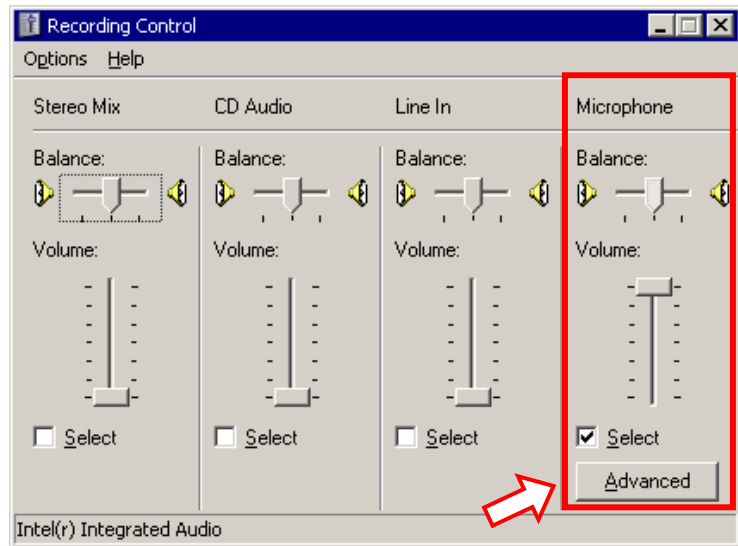 Recording Control
Options Help
Stereo Mix CD Audio Line In Microphone
Balance: Balance: Balance: Balance:
Volume: Volume: Volume: Volume:
Select Select Select Select
Advanced
Intel(r) Integrated Audio